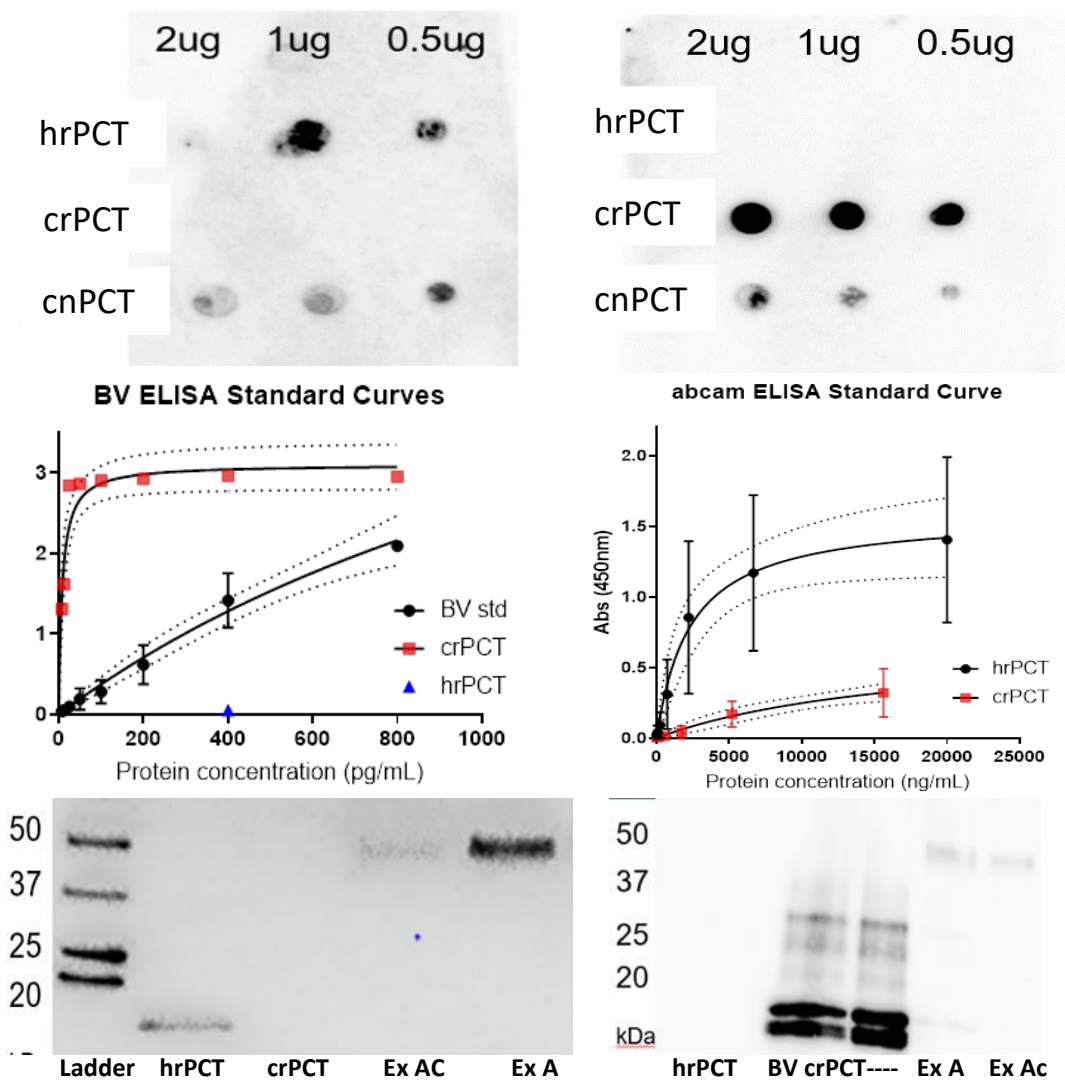 2ug 1ug 0.5ug
hrPCT
crPCT
cnPCT
2ug 1ug 0.5ug
hrPCT
crPCT
cnPCT
BV ELISA Standard Curves
3
2
1
0
0 200 400 600 800 1000
Protein concentration (pg/mL)
BV std
crPCT
hrPCT
abcam ELISA Standard Curve
Abs (450nm)
2.0
1.5
1.0
0.5
0.0
0 5000 10000 15000 20000 25000
Protein concentration (ng/mL)
hrPCT
crPCT
50
37
25
20
Ladder hrPCT crPCT Ex AC Ex A
50
37
25
20
kDa
hrPCT BV crPCT---- Ex A Ex Ac